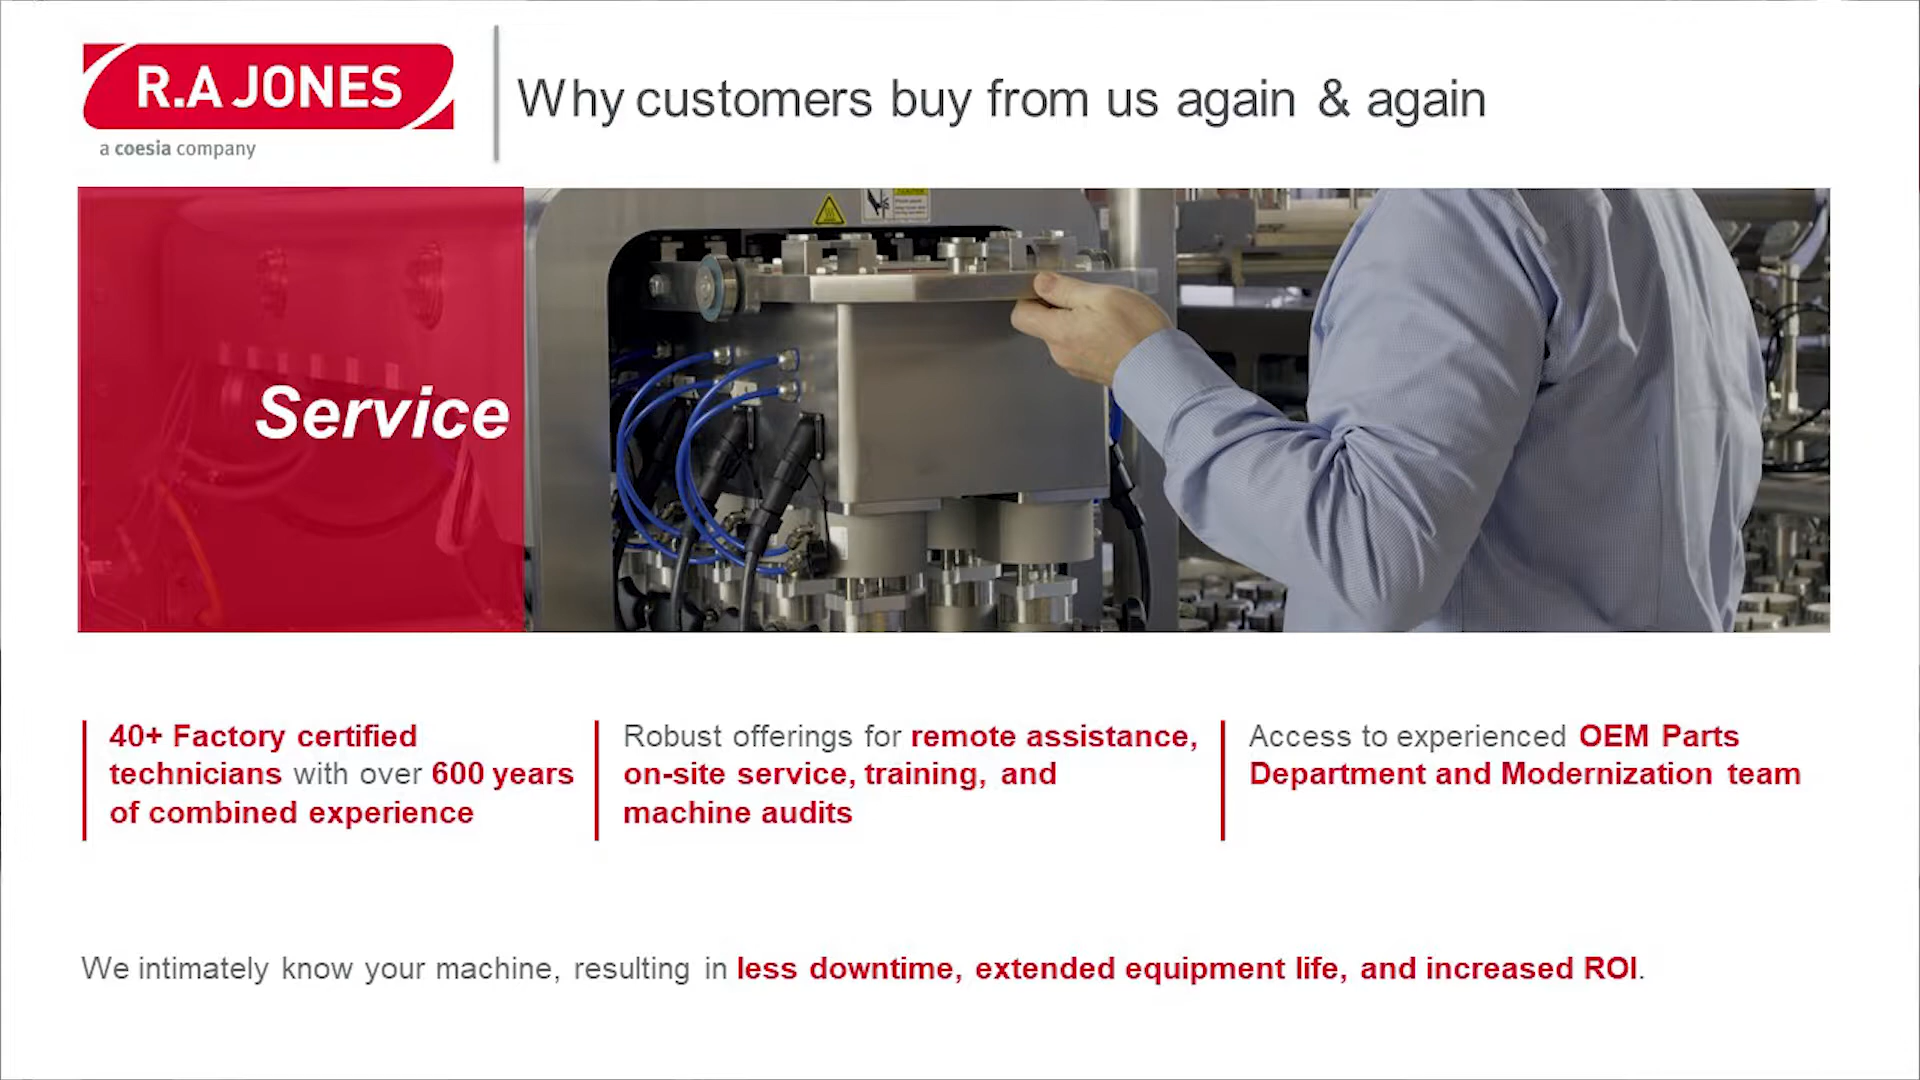 R.A JONES
a coesia company
Why customers buy from us again & again
Service
40+ Factory certified
technicians with over 600 years
of combined experience
Robust offerings for remote assistance,
on-site service, training, and
machine audits
Access to experienced OEM Parts
Department and Modernization team
We intimately know your machine, resulting in less downtime, extended equipment life, and increased ROI.